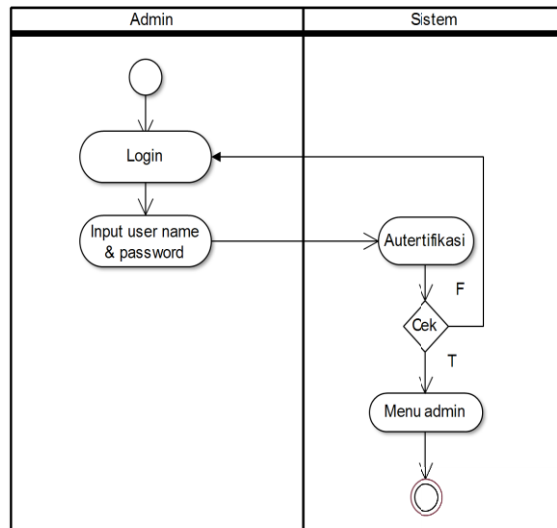 Admin
Sistem
Login
Input user name
& password
Autertifikasi
F
Cek
T
Menu admin